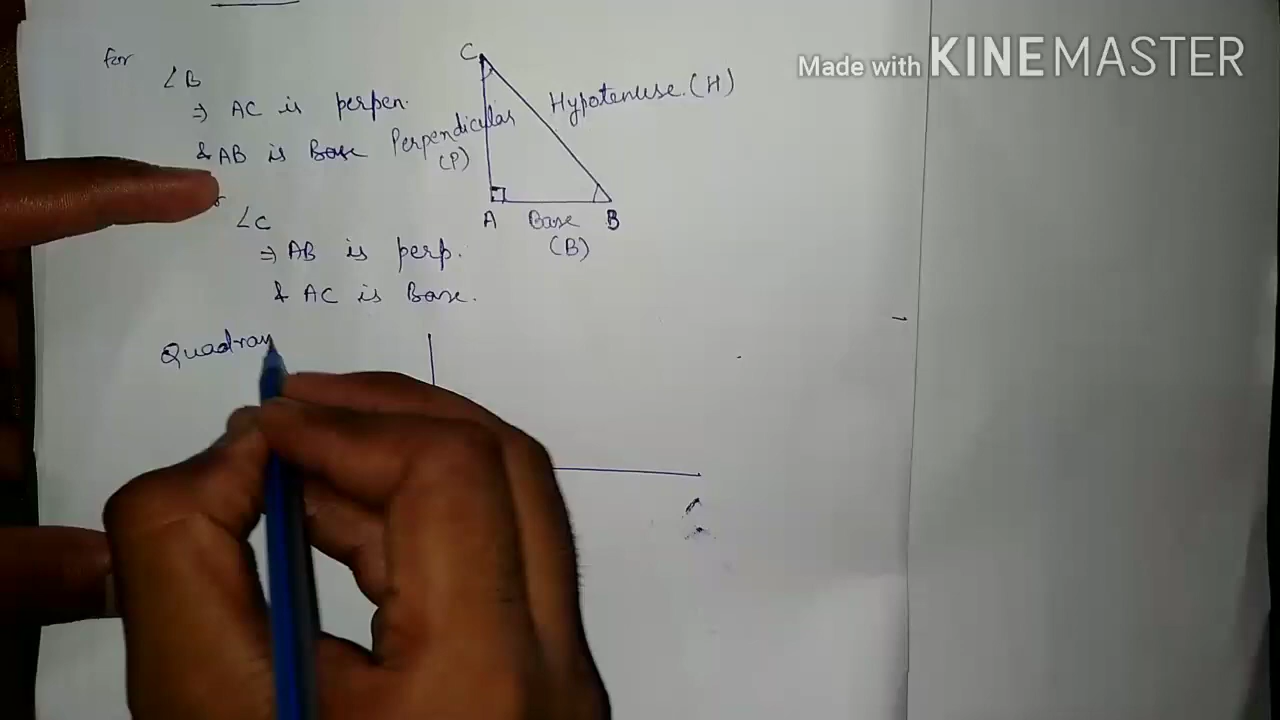 Made with KINEMASTER
for
∠B
⇒ AC is perpen.
& AB is Base
∠C
⇒ AB is perp.
& AC is Base.
C
Hypotenuse. (H)
Perpendicular
(P)
A Base B
(B)
Quadran